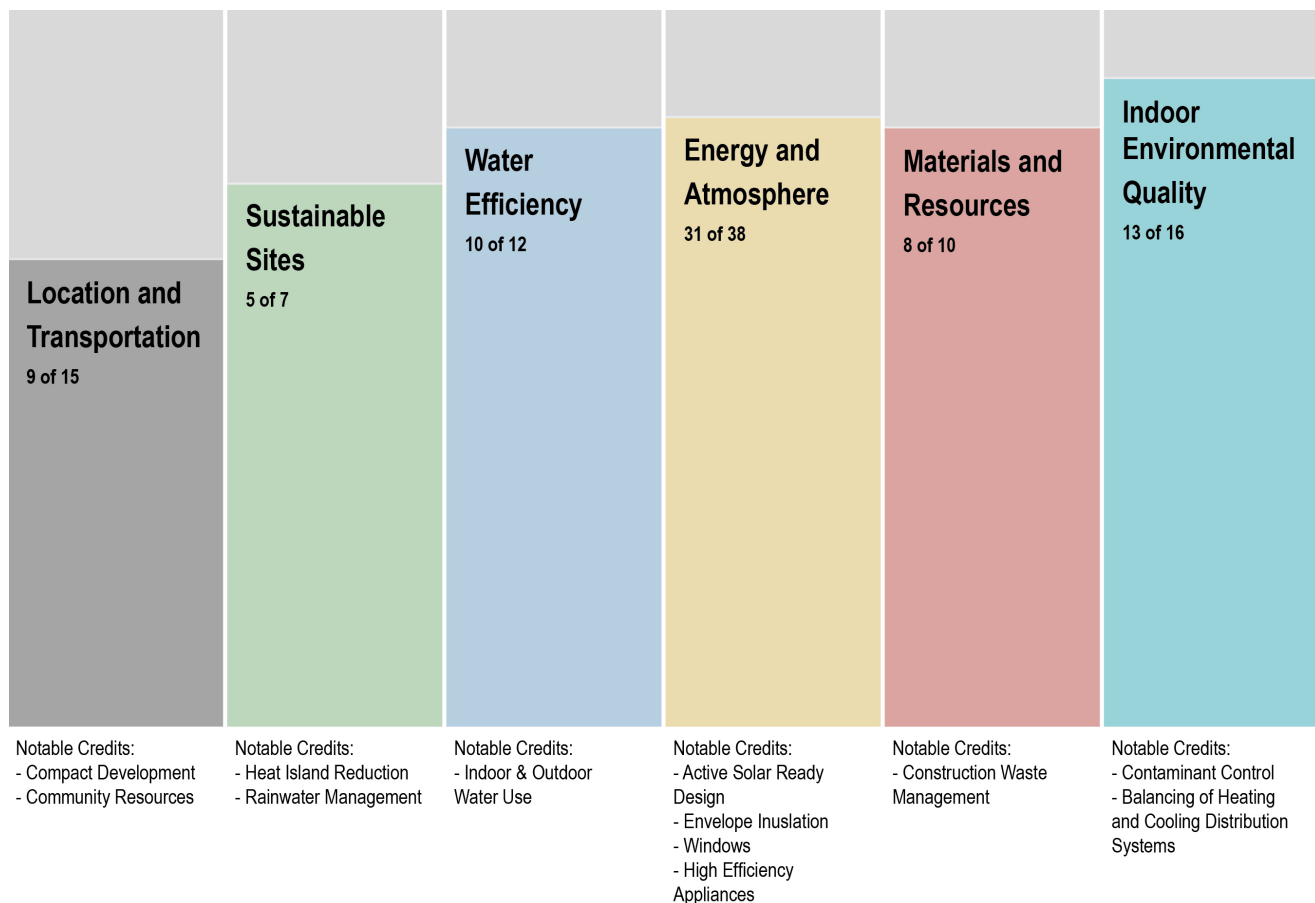 Location and
Transportation
9 of 15
Sustainable
Sites
5 of 7
Water
Efficiency
10 of 12
Energy and
Atmosphere
31 of 38
Materials and
Resources
8 of 10
Indoor
Environmental
Quality
13 of 16
Notable Credits:
- Compact Development
- Community Resources
Notable Credits:
- Heat Island Reduction
- Rainwater Management
Notable Credits:
- Indoor & Outdoor
Water Use
Notable Credits:
- Active Solar Ready
Design
- Envelope Inuslation
- Windows
- High Efficiency
Appliances
Notable Credits:
- Construction Waste
Management
Notable Credits:
- Contaminant Control
- Balancing of Heating
and Cooling Distribution
Systems